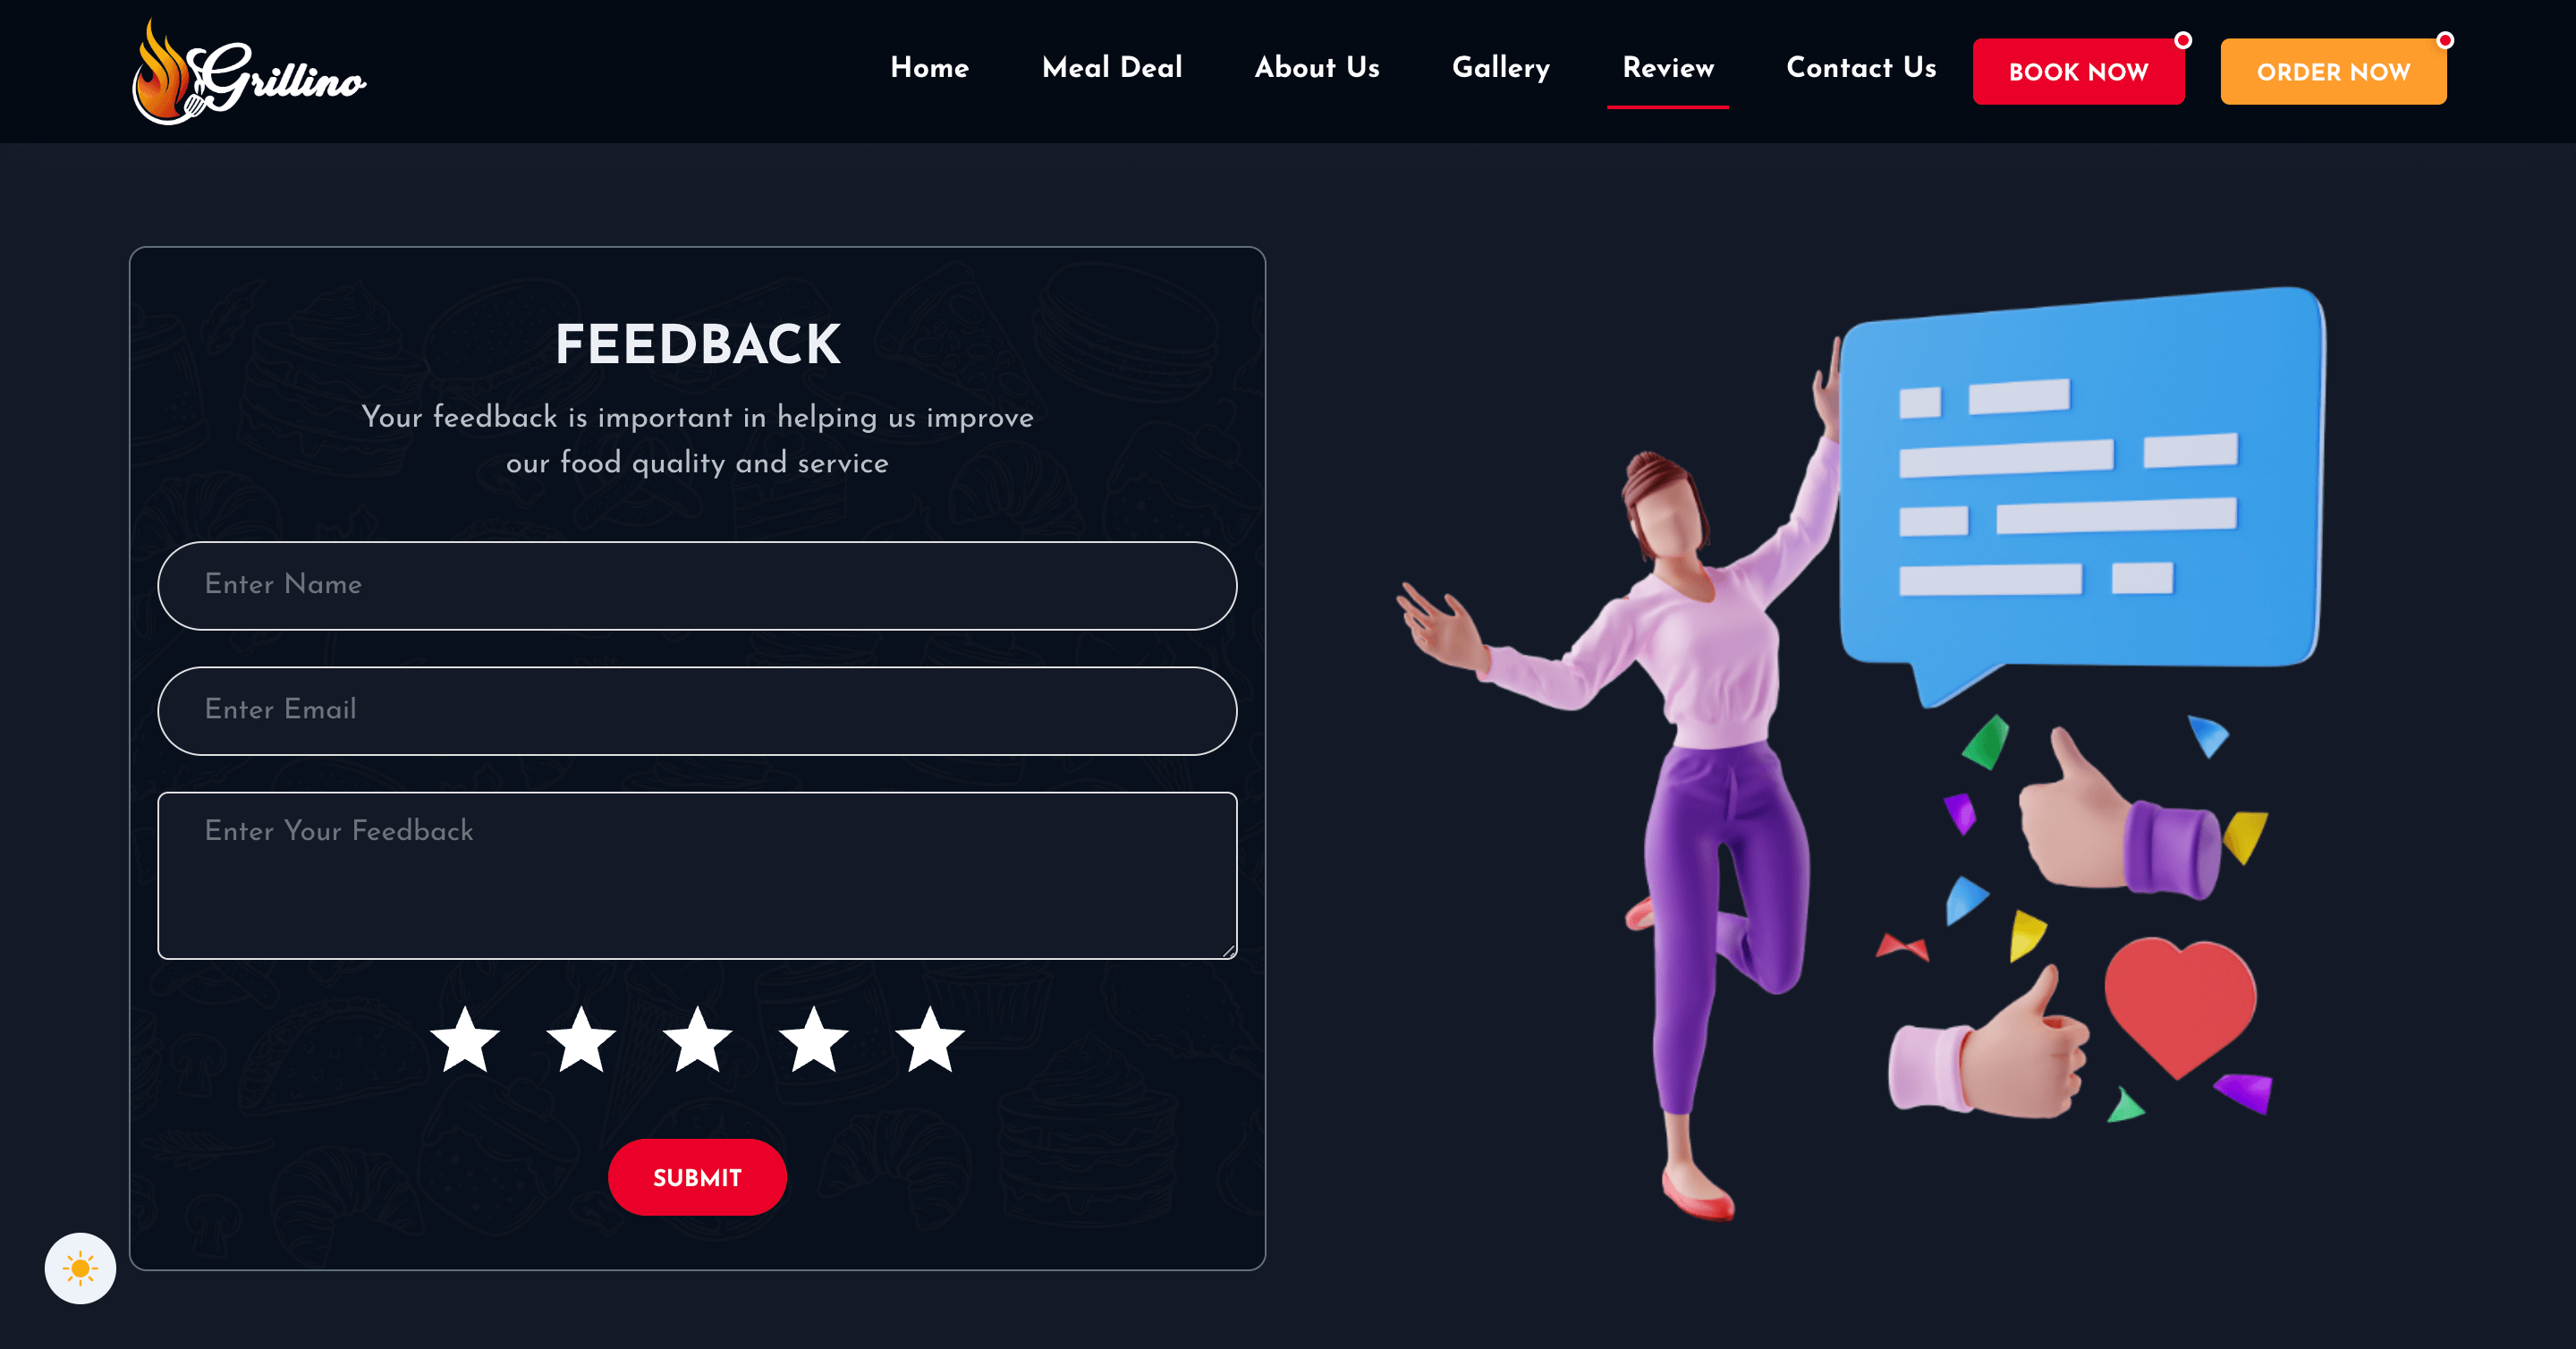 Grillino
Home
Meal Deal
About Us
Gallery
Review
Contact Us
BOOK NOW
ORDER NOW
FEEDBACK
Your feedback is important in helping us improve
our food quality and service
Enter Name
Enter Email
Enter Your Feedback
SUBMIT